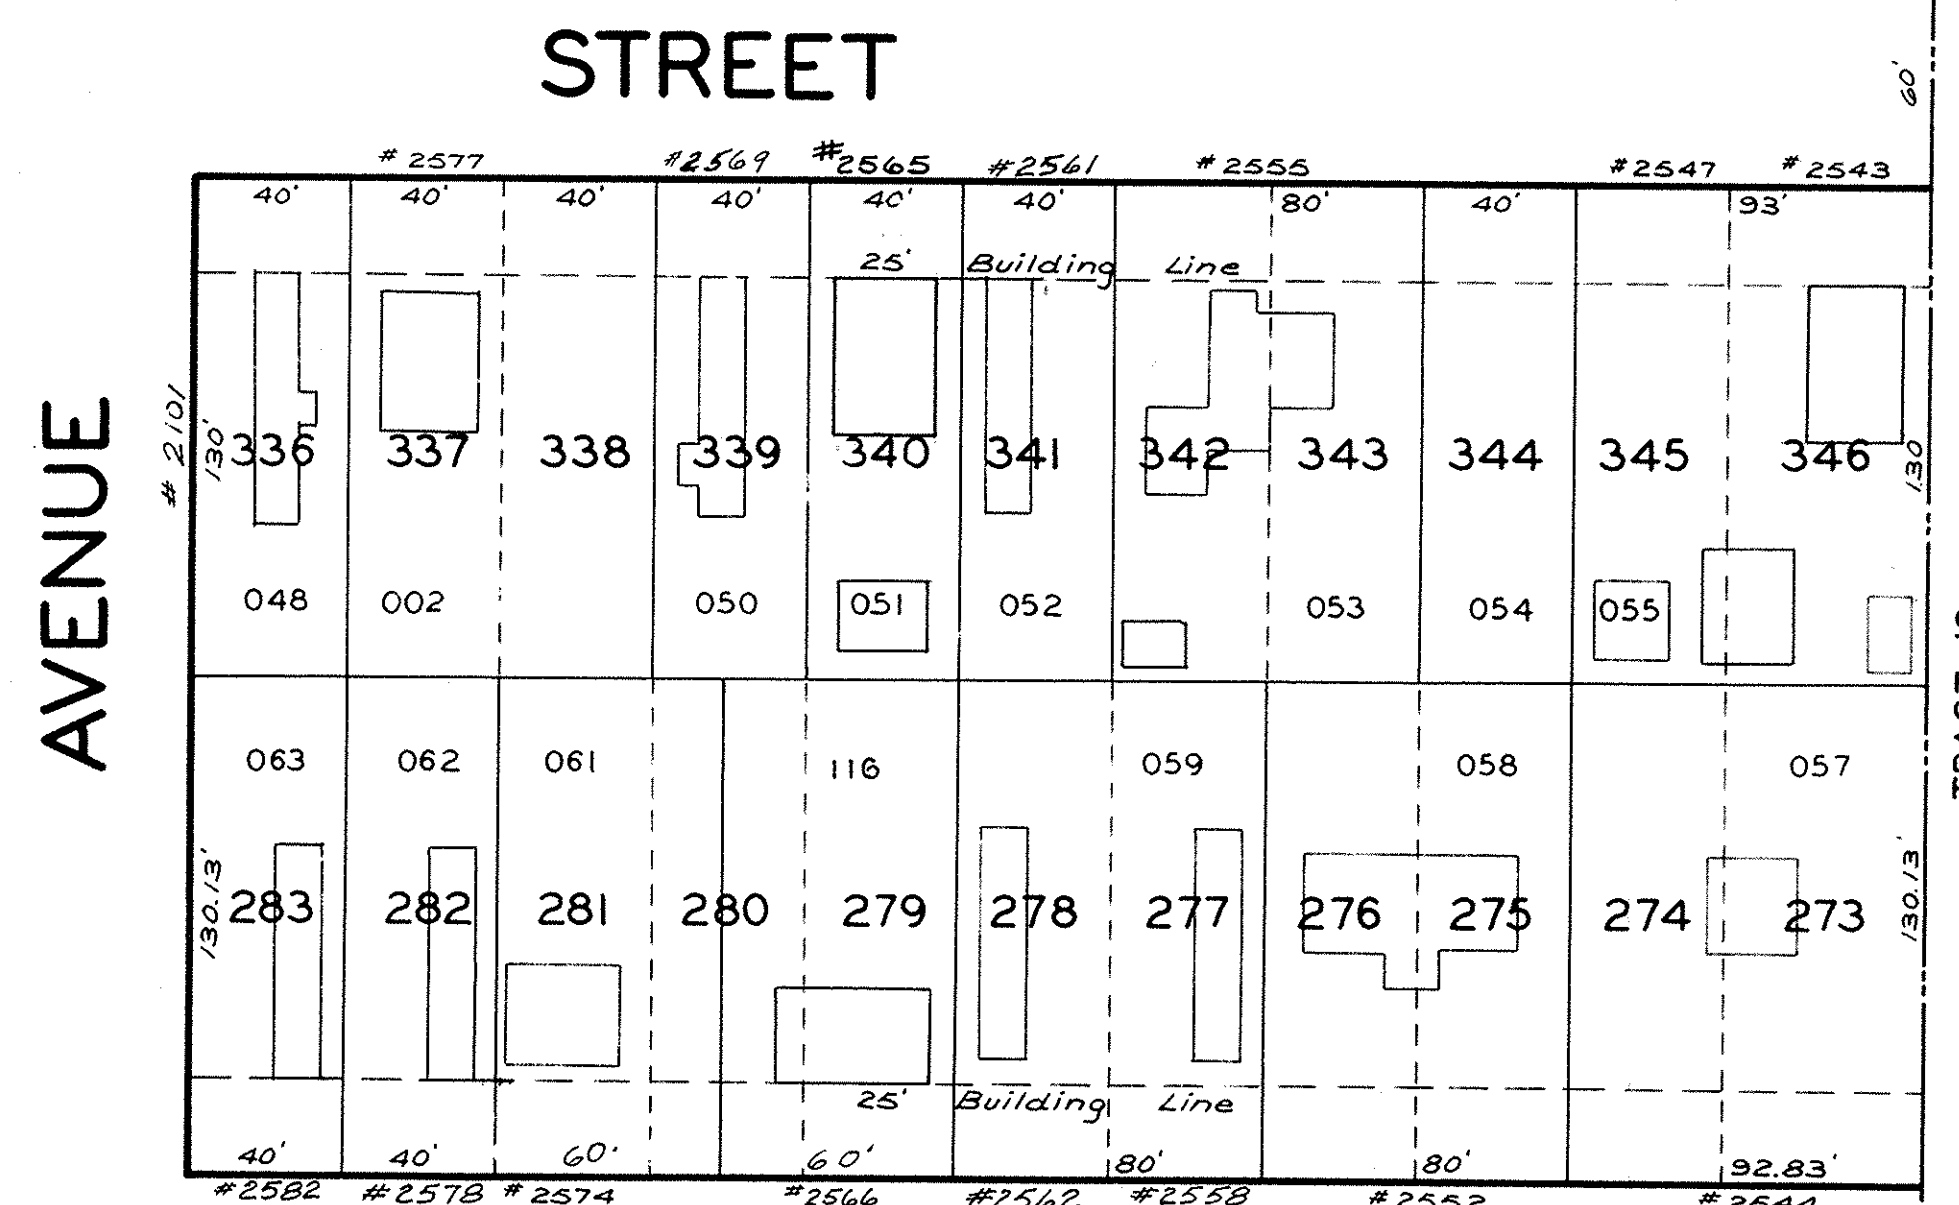 STREET
60'
# 2577 #2569 # 2565 #2561 # 2555 # 2547 # 2543
40' 40' 40' 40' 40' 40' 80' 40' 93'
25' Building Line
AVENUE
# 2101
130'
336 337 338 339 340 341 342 343 344 345 346
130
048 002 050 051 052 053 054 055
063 062 061 116 059 058 057
130.13'
283 282 281 280 279 278 277 276 275 274 273
130.13'
25' Building Line
40' 40' 60' 60' 80' 80' 92.83'
#2582 #2578 #2574 #2566 #2562 #2558 #2552